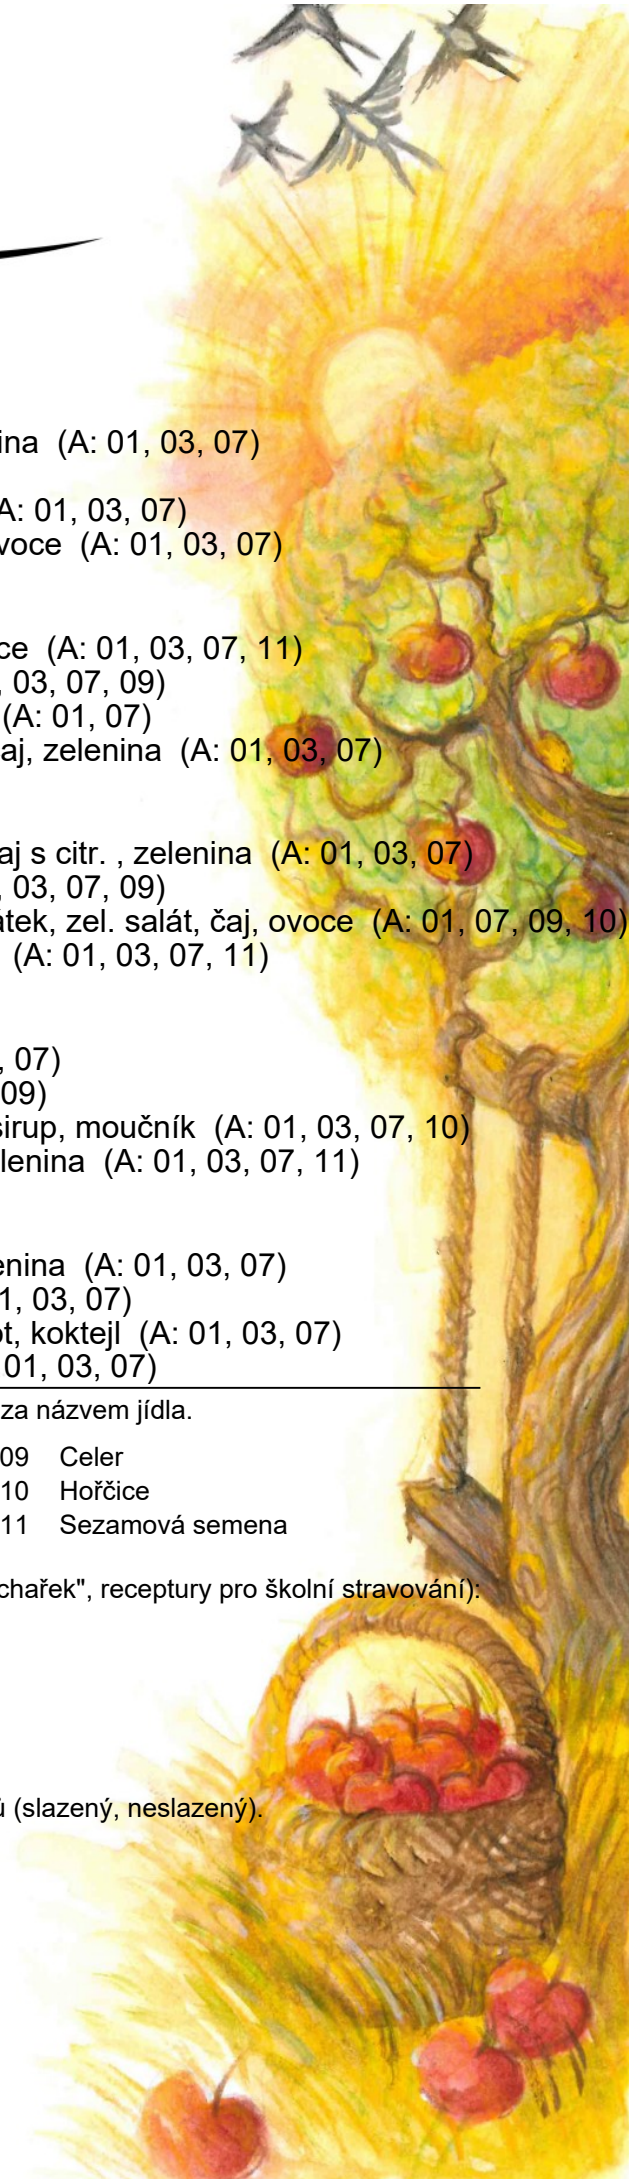 ina (A: 01, 03, 07)
A: 01, 03, 07)
voce (A: 01, 03, 07)
ce (A: 01, 03, 07, 11)
, 03, 07, 09)
(A: 01, 07)
aj, zelenina (A: 01, 03, 07)
aj s citr. , zelenina (A: 01, 03, 07)
, 03, 07, 09)
átek, zel. salát, čaj, ovoce (A: 01, 07, 09, 10)
(A: 01, 03, 07, 11)
, 07)
09)
sirup, moučník (A: 01, 03, 07, 10)
lenina (A: 01, 03, 07, 11)
enina (A: 01, 03, 07)
1, 03, 07)
ot, koktejl (A: 01, 03, 07)
01, 03, 07)
za názvem jídla.
09 Celer
10 Hořčice
11 Sezamová semena
chařek", receptury pro školní stravování):
ů (slazený, neslazený).